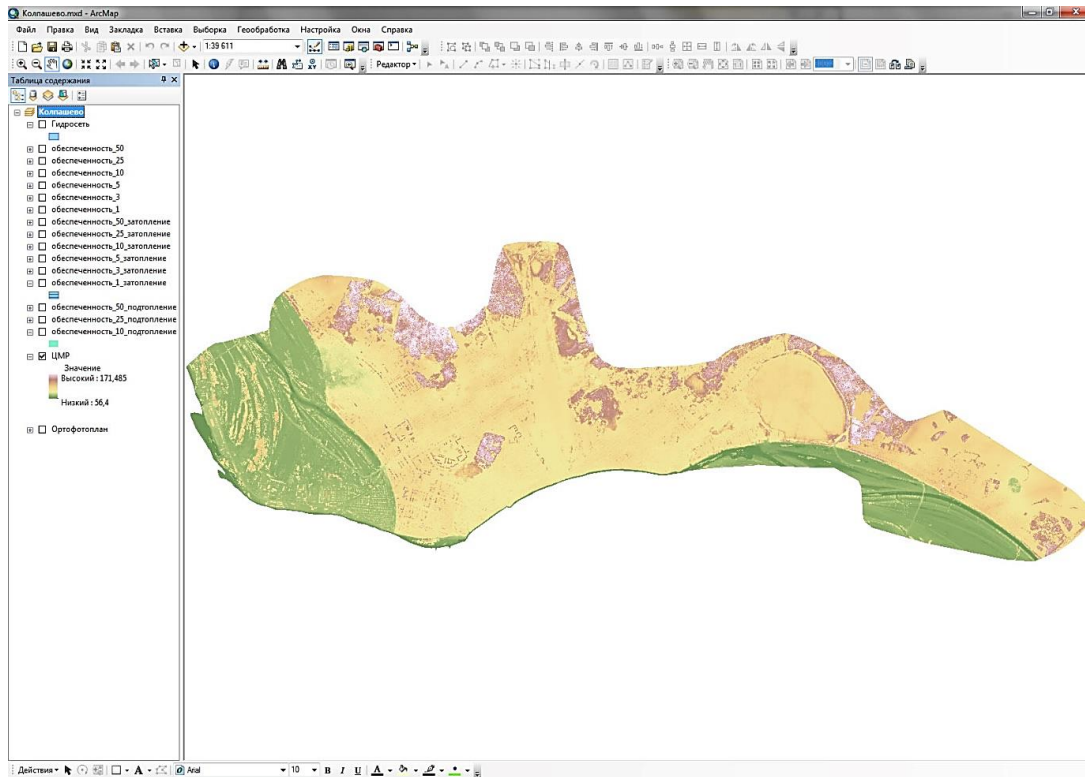 Колпашево.mxd - ArcMap
Файл Правка Вид Закладка Вставка Выборка Геообработка Настройка Окна Справка
1:39 611
Редактор
Таблица содержания
Колпашево
Гидросеть
обеспеченность_50
обеспеченность_25
обеспеченность_10
обеспеченность_5
обеспеченность_3
обеспеченность_1
обеспеченность_50_затопление
обеспеченность_25_затопление
обеспеченность_10_затопление
обеспеченность_5_затопление
обеспеченность_3_затопление
обеспеченность_1_затопление
обеспеченность_50_подтопление
обеспеченность_25_подтопление
обеспеченность_10_подтопление
ЦМР
Значение
Высокий : 171,485
Низкий : 56,4
Ортофотоплан
Действия A Arial 10 B I U A